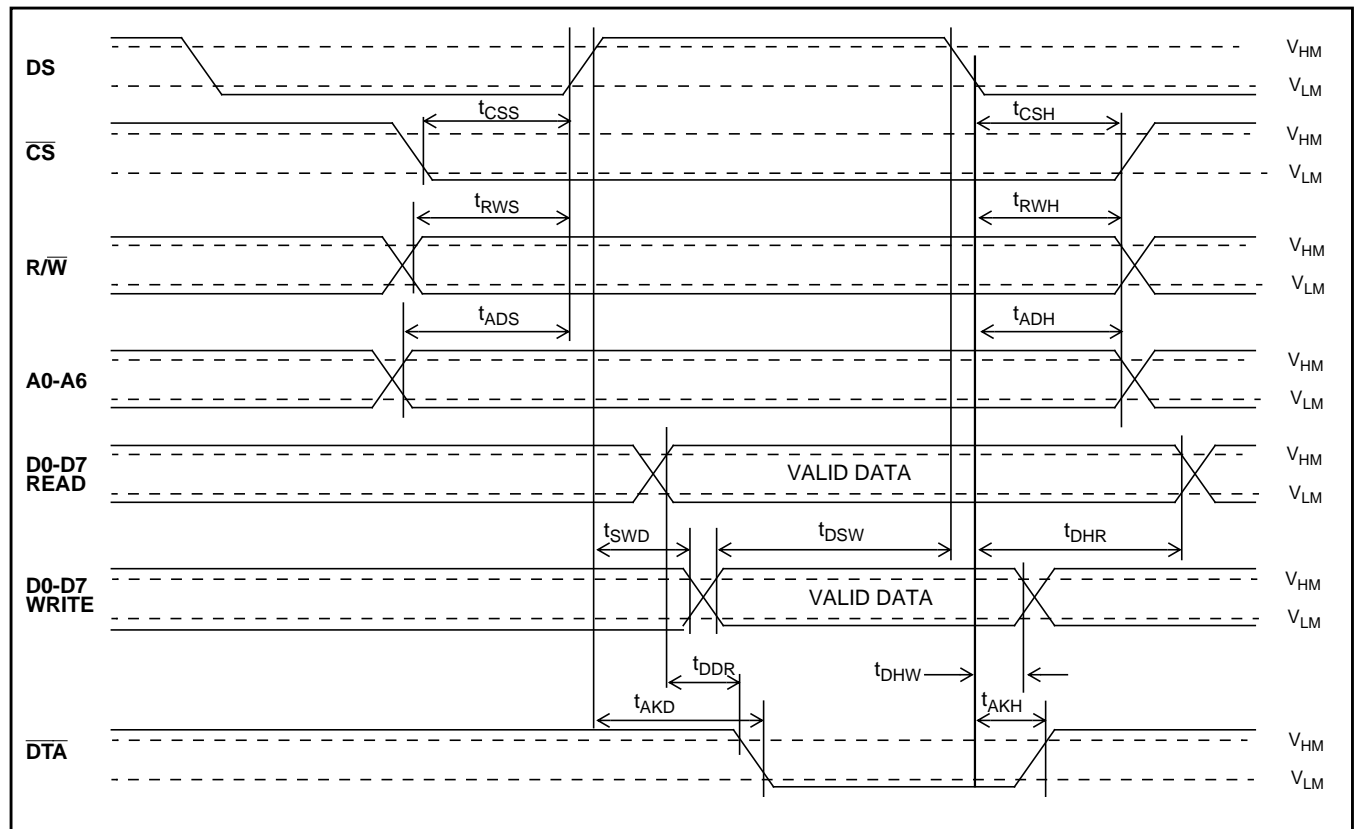 DS
V_HM
V_LM
t_CSS
t_CSH
C̅S̅
V_HM
V_LM
t_RWS
t_RWH
R/W̅
V_HM
V_LM
t_ADS
t_ADH
A0-A6
V_HM
V_LM
D0-D7
READ
VALID DATA
V_HM
V_LM
t_SWD
t_DSW
t_DHR
D0-D7
WRITE
VALID DATA
V_HM
V_LM
t_DDR
t_DHW
t_AKD
t_AKH
D̅T̅A̅
V_HM
V_LM